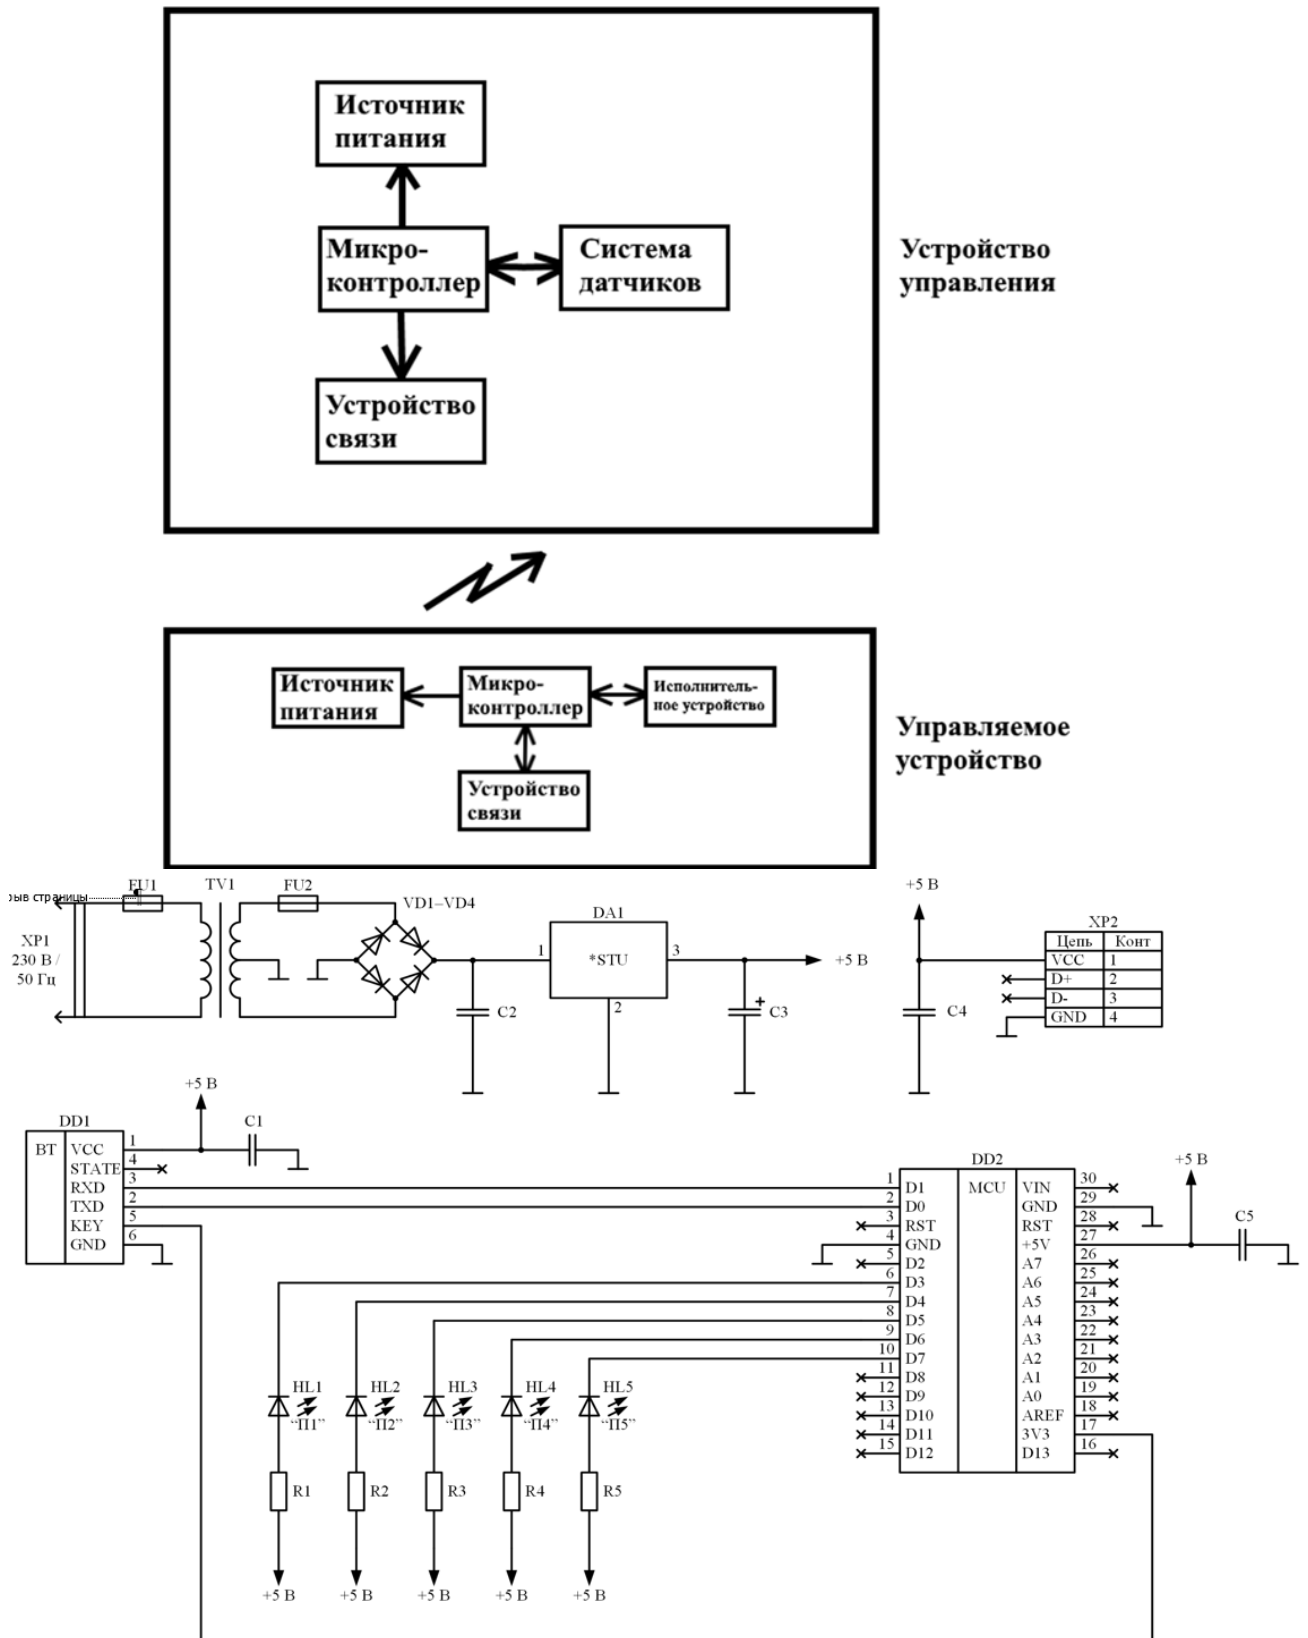 Источник
питания
Микро-
контроллер
Система
датчиков
Устройство
управления
Устройство
связи
Источник
питания
Микро-
контроллер
Исполнитель-
ное устройство
Управляемое
устройство
Устройство
связи
FU1
TV1
FU2
VD1–VD4
DA1
+5 В
XP2
ыв страницы
XP1
230 В /
50 Гц
1
*STU
3
2
+5 В
C2
C3
C4
Цепь Конт
VCC 1
D+ 2
D- 3
GND 4
+5 В
DD1
C1
BT
VCC 1
STATE 4
RXD 3
TXD 2
KEY 5
GND 6
DD2
MCU
+5 В
C5
1 D1
2 D0
3 RST
4 GND
5 D2
6 D3
7 D4
8 D5
9 D6
10 D7
11 D8
12 D9
13 D10
14 D11
15 D12
VIN 30
GND 29
RST 28
+5V 27
A7 26
A6 25
A5 24
A4 23
A3 22
A2 21
A1 20
A0 19
AREF 18
3V3 17
D13 16
HL1
“П1”
HL2
“П2”
HL3
“П3”
HL4
“П4”
HL5
“П5”
R1
R2
R3
R4
R5
+5 В
+5 В
+5 В
+5 В
+5 В